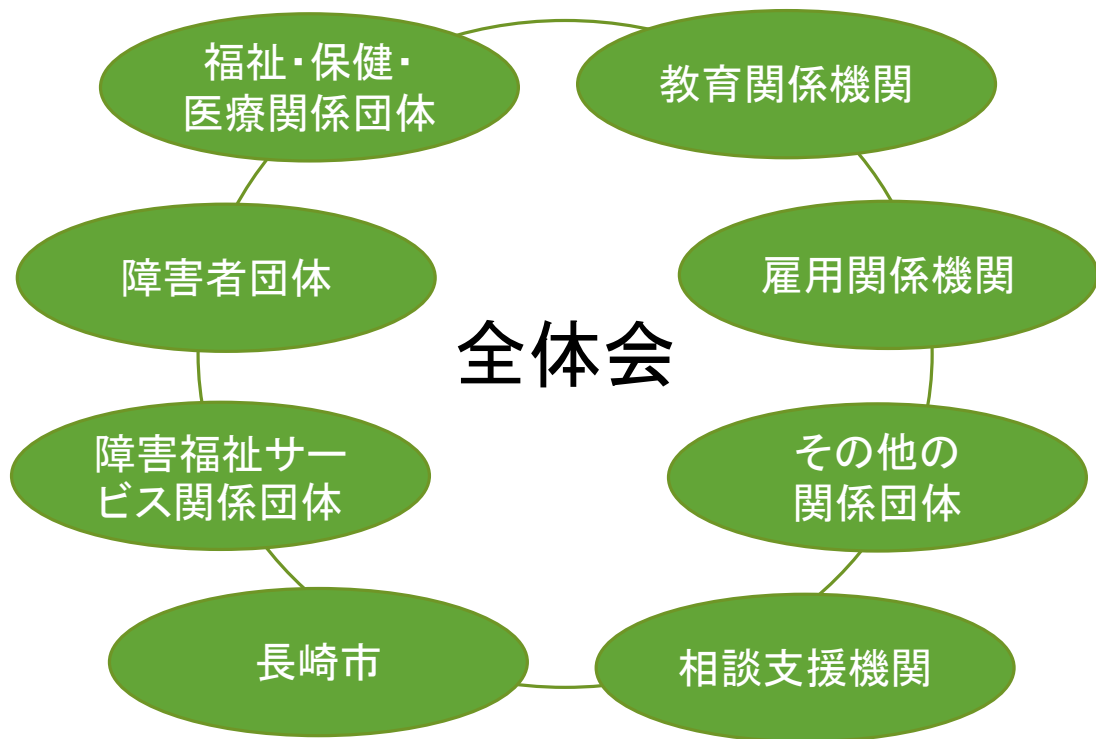 福祉・保健・
医療関係団体
教育関係機関
障害者団体
雇用関係機関
全体会
障害福祉サー
ビス関係団体
その他の
関係団体
長崎市
相談支援機関